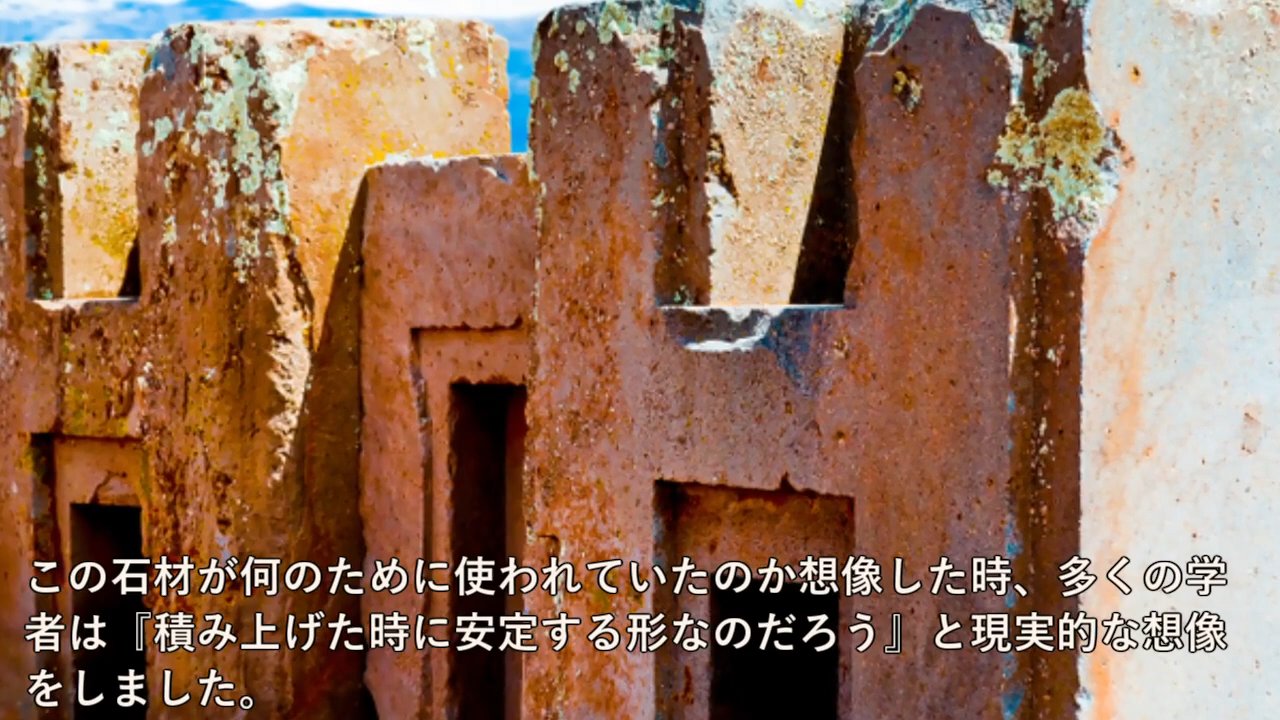 この石材が何のために使われていたのか想像した時、多くの学
者は『積み上げた時に安定する形なのだろう』と現実的な想像
をしました。